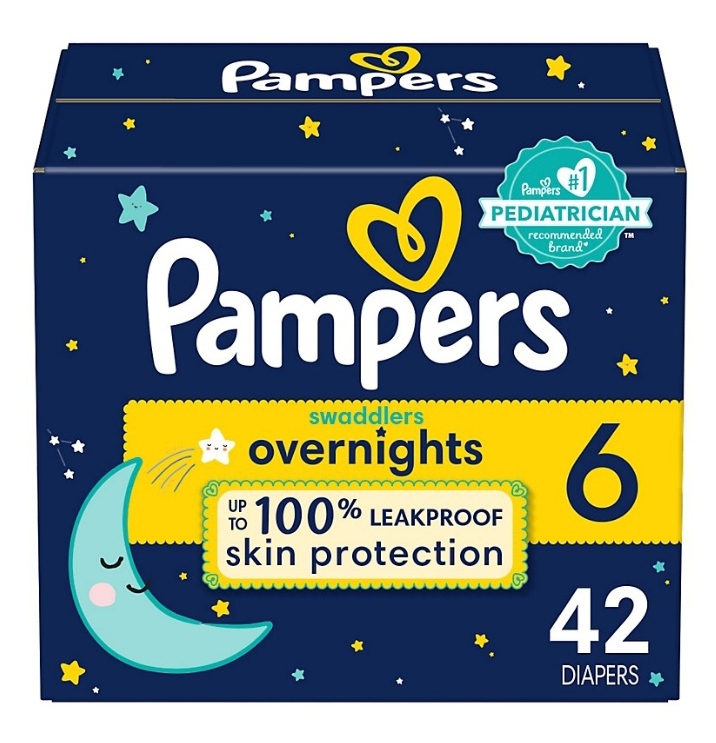 Pampers
Pampers
#1
PEDIATRICIAN
recommended
brand*
™
Pampers
swaddlers
overnights
6
UP
TO 100% LEAKPROOF
skin protection
42
DIAPERS